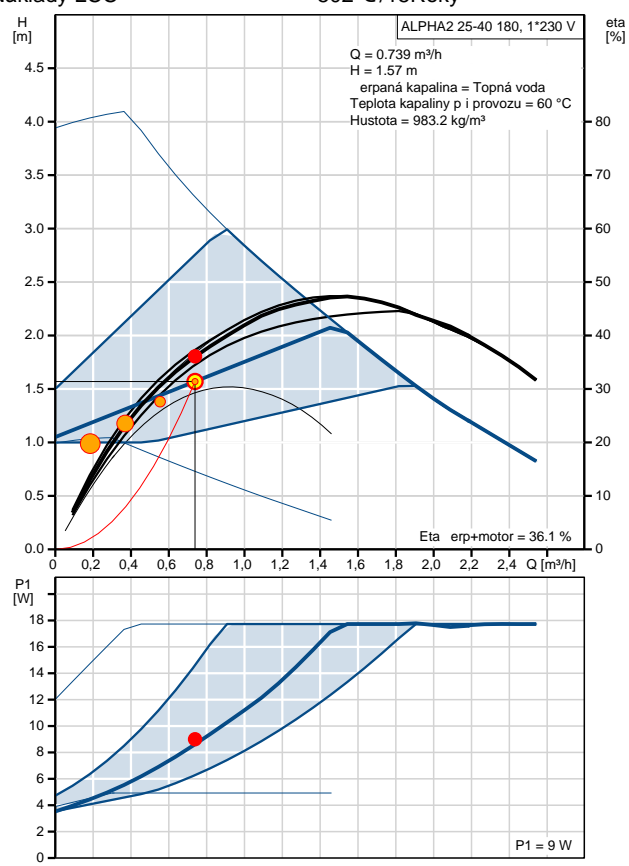 ALPHA2 25-40 180, 1*230 V
H
[m]
eta
[%]
Q = 0.739 m³/h
H = 1.57 m
erpaná kapalina = Topná voda
Teplota kapaliny p i provozu = 60 °C
Hustota = 983.2 kg/m³
4.5
4.0
3.5
3.0
2.5
2.0
1.5
1.0
0.5
0.0
80
70
60
50
40
30
20
10
0
Eta erp+motor = 36.1 %
0 0,2 0,4 0,6 0,8 1,0 1,2 1,4 1,6 1,8 2,0 2,2 2,4 Q [m³/h]
P1
[W]
18
16
14
12
10
8
6
4
2
0
P1 = 9 W